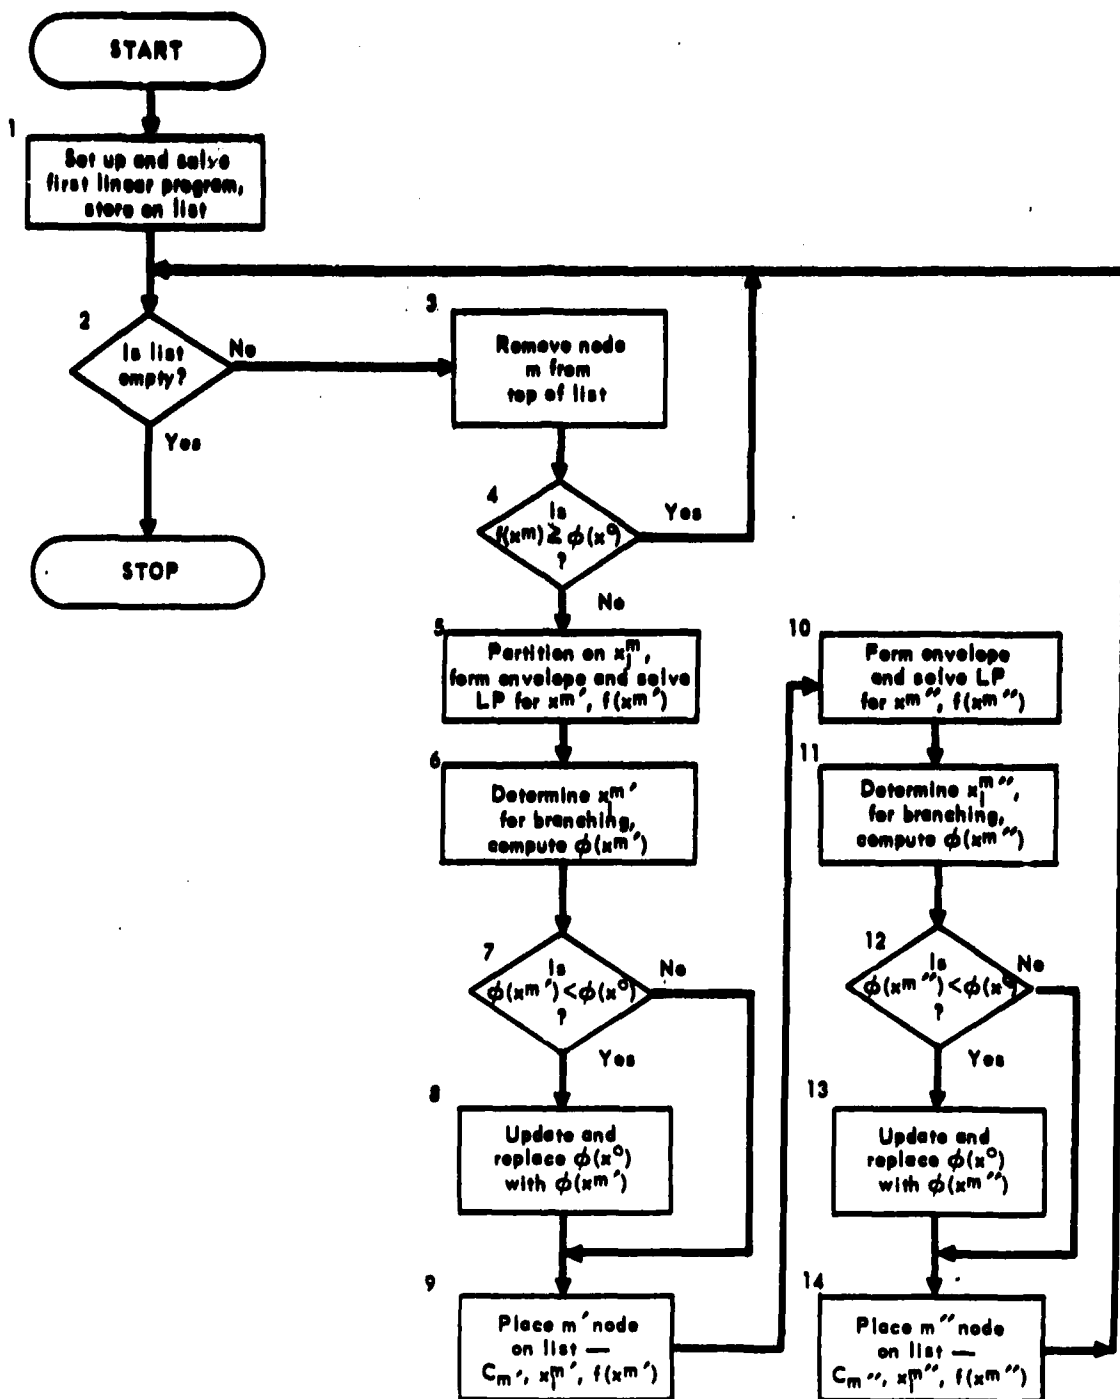 START
1
Set up and solve
first linear program,
store on list
2
Is list
empty?
No
Yes
STOP
3
Remove node
m from
top of list
4
Is
f(x^m) ≥ ϕ(x^0)
?
Yes
No
5
Partition on x_j^m,
form envelope and solve
LP for x^m′, f(x^m′)
6
Determine x_j^m′
for branching,
compute ϕ(x^m′)
7
Is
ϕ(x^m′) < ϕ(x^0)
?
No
Yes
8
Update and
replace ϕ(x^0)
with ϕ(x^m′)
9
Place m′ node
on list —
C_m′, x_j^m′, f(x^m′)
10
Form envelope
and solve LP
for x^m″, f(x^m″)
11
Determine x_j^m″,
for branching,
compute ϕ(x^m″)
12
Is
ϕ(x^m″) < ϕ(x^0)
?
No
Yes
13
Update and
replace ϕ(x^0)
with ϕ(x^m″)
14
Place m″ node
on list —
C_m″, x_j^m″, f(x^m″)